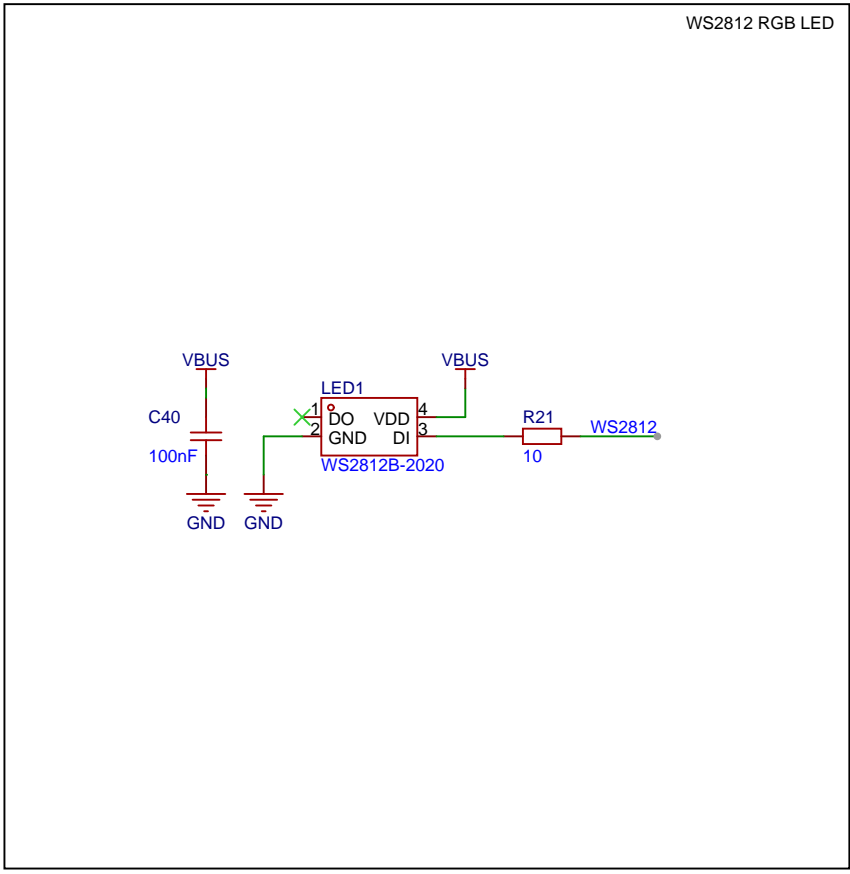 WS2812 RGB LED
VBUS
VBUS
LED1
C40
1
DO
VDD
4
R21
WS2812
2
GND
DI
3
100nF
WS2812B-2020
10
GND
GND